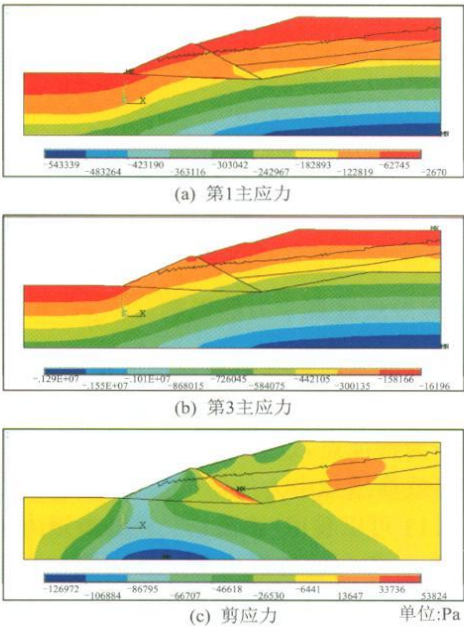 X
-543339 -423190 -303042 -182893 -62745
-483264 -363116 -242967 -122819 -2670
(a) 第1主应力
MX
X
MN
-.129E+07 -.101E+07 -726045 -442105 -158166
-.155E+07 -868015 -584075 -300135 -16196
(b) 第3主应力
X
-126972 -86795 -46618 -6441 33736
-106884 -66707 -26530 13647 53824
(c) 剪应力 单位:Pa